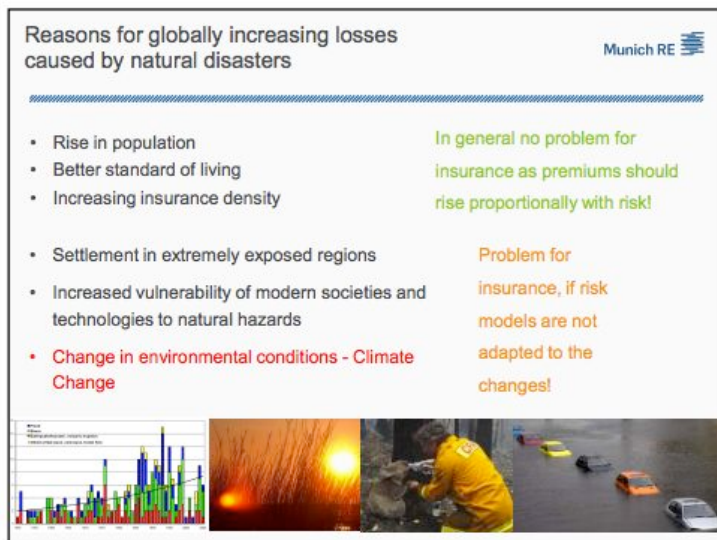 Reasons for globally increasing losses
caused by natural disasters
Munich RE
• Rise in population
• Better standard of living
• Increasing insurance density
In general no problem for
insurance as premiums should
rise proportionally with risk!
• Settlement in extremely exposed regions
• Increased vulnerability of modern societies and
technologies to natural hazards
• Change in environmental conditions - Climate
Change
Problem for
insurance, if risk
models are not
adapted to the
changes!